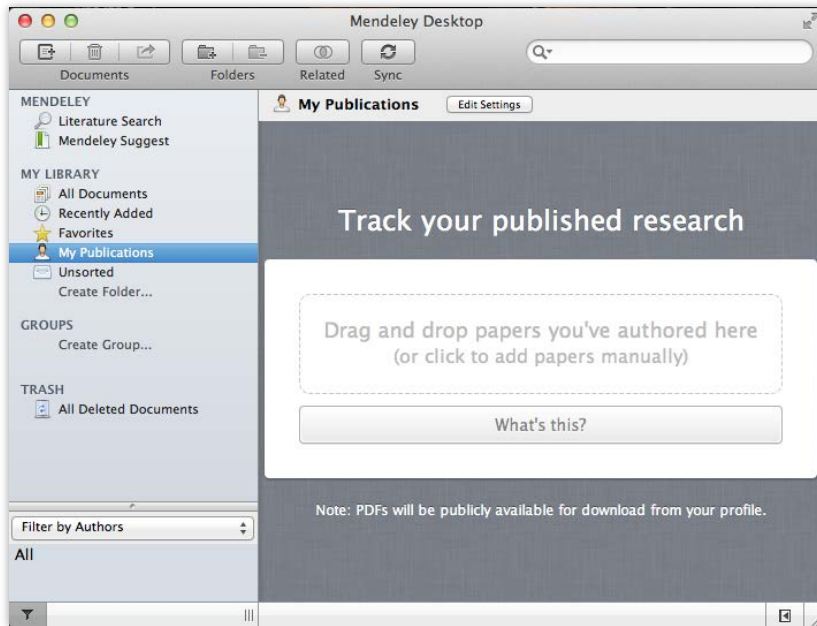 Mendeley Desktop
Documents
Folders
Related
Sync
MENDELEY
Literature Search
Mendeley Suggest
MY LIBRARY
All Documents
Recently Added
Favorites
My Publications
Unsorted
Create Folder...
GROUPS
Create Group...
TRASH
All Deleted Documents
Filter by Authors
All
My Publications
Edit Settings
Track your published research
Drag and drop papers you've authored here
(or click to add papers manually)
What's this?
Note: PDFs will be publicly available for download from your profile.